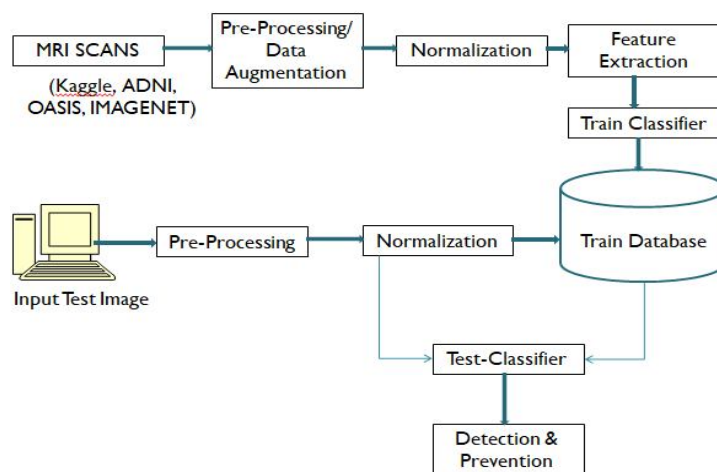 MRI SCANS
(Kaggle, ADNI,
OASIS, IMAGENET)
Pre-Processing/
Data
Augmentation
Normalization
Feature
Extraction
Train Classifier
Train Database
Input Test Image
Pre-Processing
Normalization
Test-Classifier
Detection &
Prevention